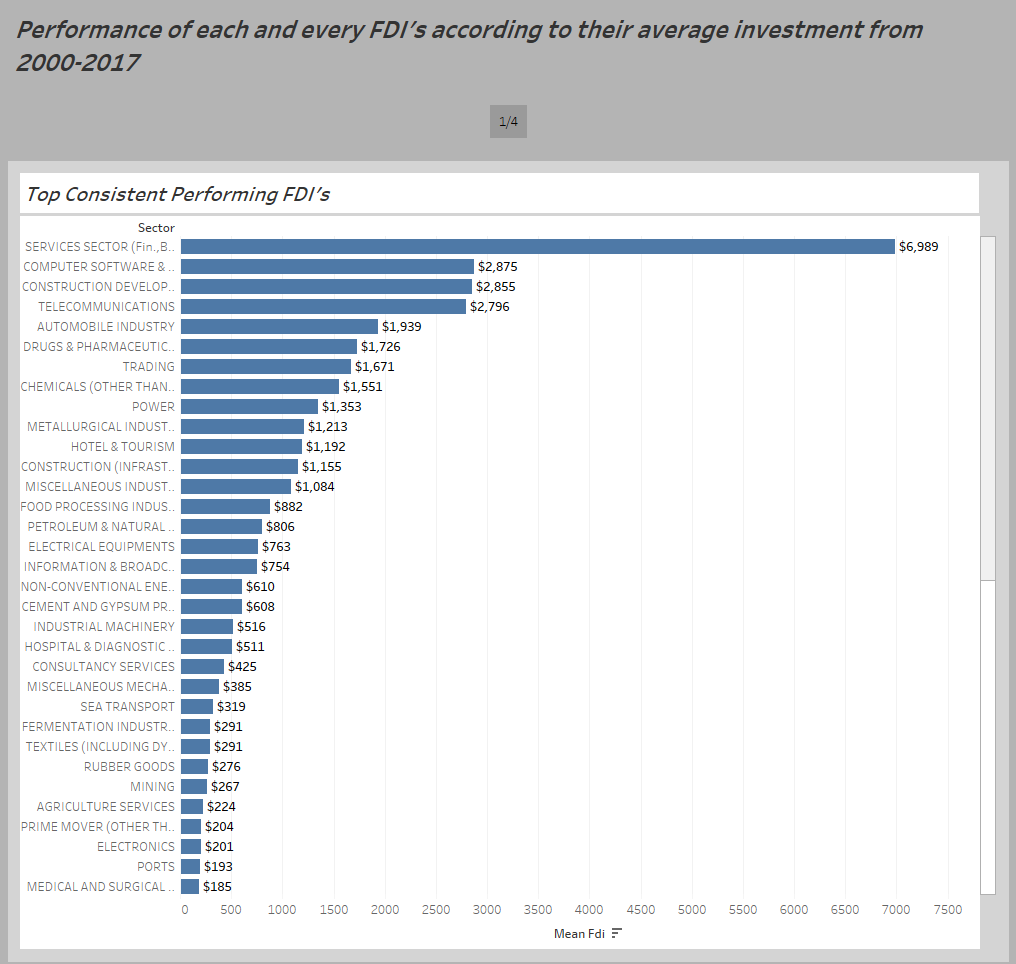 Performance of each and every FDI's according to their average investment from
2000-2017
1/4
Top Consistent Performing FDI's
Sector
SERVICES SECTOR (Fin.,B.. $6,989
COMPUTER SOFTWARE & .. $2,875
CONSTRUCTION DEVELOP.. $2,855
TELECOMMUNICATIONS $2,796
AUTOMOBILE INDUSTRY $1,939
DRUGS & PHARMACEUTIC.. $1,726
TRADING $1,671
CHEMICALS (OTHER THAN.. $1,551
POWER $1,353
METALLURGICAL INDUST.. $1,213
HOTEL & TOURISM $1,192
CONSTRUCTION (INFRAST.. $1,155
MISCELLANEOUS INDUST.. $1,084
FOOD PROCESSING INDUS.. $882
PETROLEUM & NATURAL .. $806
ELECTRICAL EQUIPMENTS $763
INFORMATION & BROADC.. $754
NON-CONVENTIONAL ENE.. $610
CEMENT AND GYPSUM PR.. $608
INDUSTRIAL MACHINERY $516
HOSPITAL & DIAGNOSTIC .. $511
CONSULTANCY SERVICES $425
MISCELLANEOUS MECHA.. $385
SEA TRANSPORT $319
FERMENTATION INDUSTR.. $291
TEXTILES (INCLUDING DY.. $291
RUBBER GOODS $276
MINING $267
AGRICULTURE SERVICES $224
PRIME MOVER (OTHER TH.. $204
ELECTRONICS $201
PORTS $193
MEDICAL AND SURGICAL .. $185
0 500 1000 1500 2000 2500 3000 3500 4000 4500 5000 5500 6000 6500 7000 7500
Mean Fdi